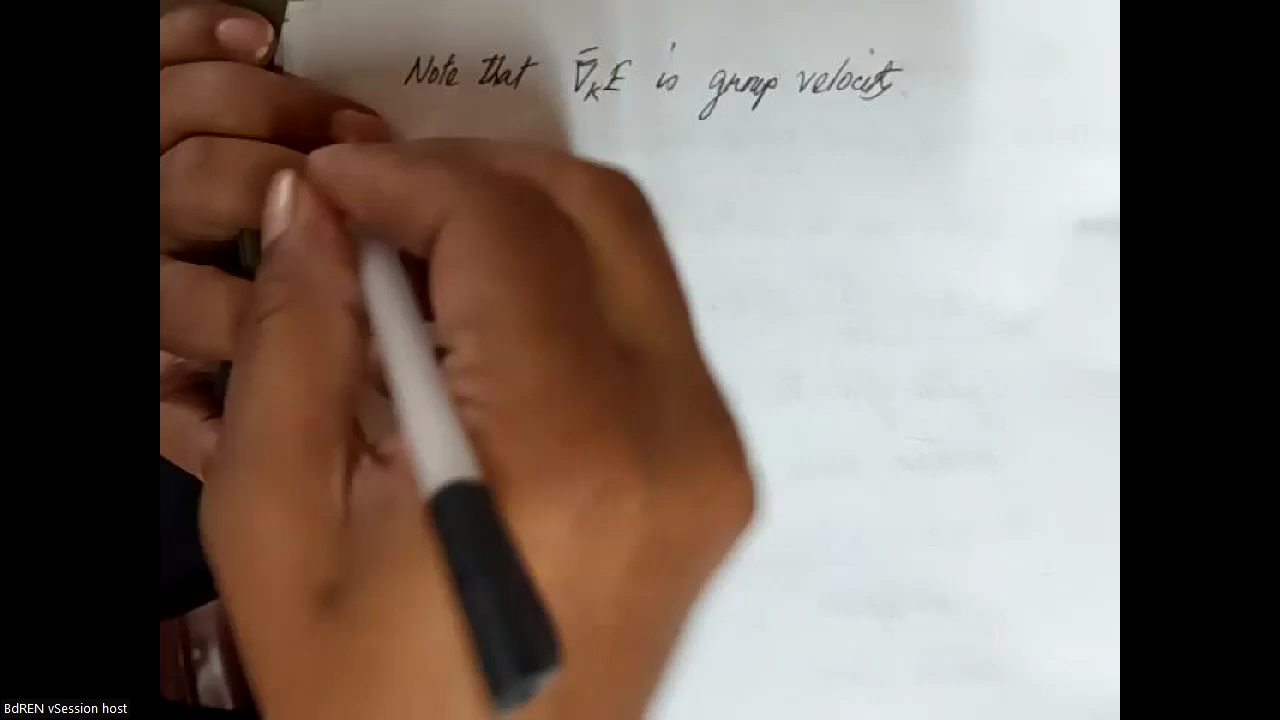 Note that ∇̄ₖE is group velocity.
BdREN vSession host